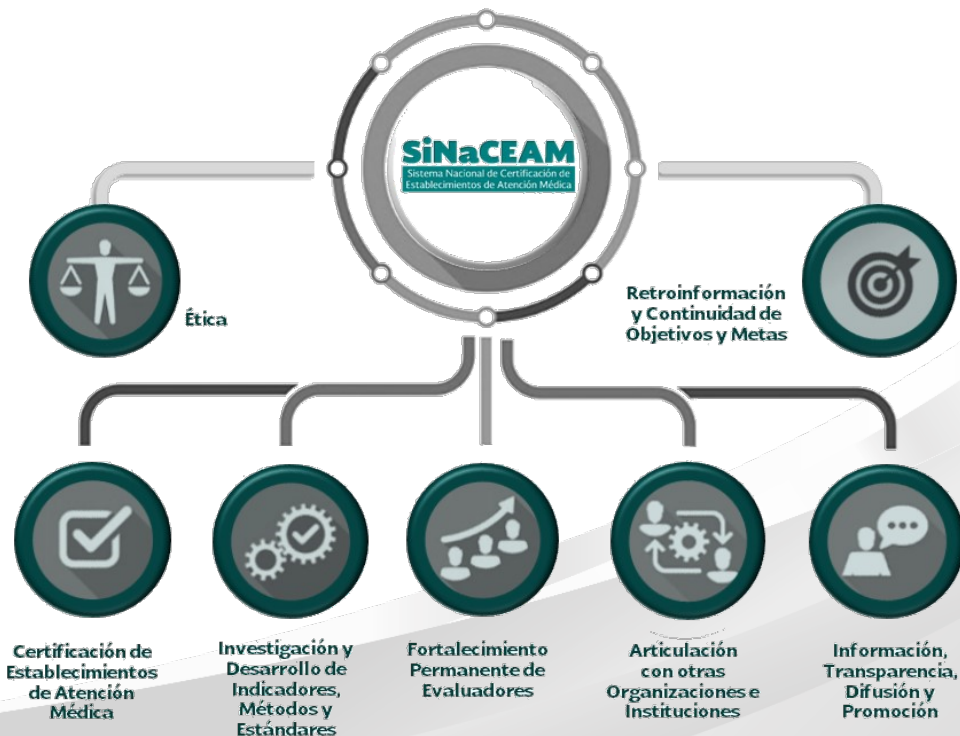 SiNaCEAM
Sistema Nacional de Certificación de
Establecimientos de Atención Médica
Ética
Retroinformación
y Continuidad de
Objetivos y Metas
Certificación de
Establecimientos
de Atención
Médica
Investigación y
Desarrollo de
Indicadores,
Métodos y
Estándares
Fortalecimiento
Permanente de
Evaluadores
Articulación
con otras
Organizaciones e
Instituciones
Información,
Transparencia,
Difusión y
Promoción